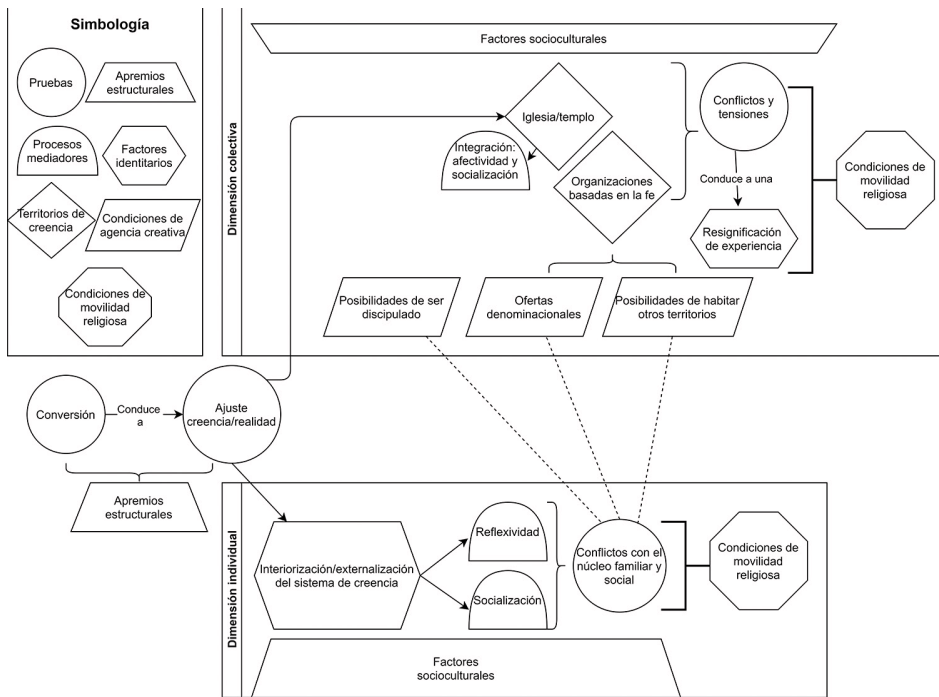 Simbología
Pruebas
Apremios
estructurales
Procesos
mediadores
Factores
identitarios
Territorios de
creencia
Condiciones de
agencia creativa
Condiciones de
movilidad
religiosa
Dimensión colectiva
Factores socioculturales
Iglesia/templo
Integración:
afectividad y
socialización
Organizaciones
basadas en la fe
Conflictos y
tensiones
Conduce a una
Resignificación
de experiencia
Condiciones de
movilidad
religiosa
Posibilidades de ser
discipulado
Ofertas
denominacionales
Posibilidades de habitar
otros territorios
Conversión
Conduce
a
Ajuste
creencia/realidad
Apremios
estructurales
Dimensión individual
Interiorización/externalización
del sistema de creencia
Reflexividad
Socialización
Conflictos con el
núcleo familiar y
social
Condiciones de
movilidad
religiosa
Factores
socioculturales